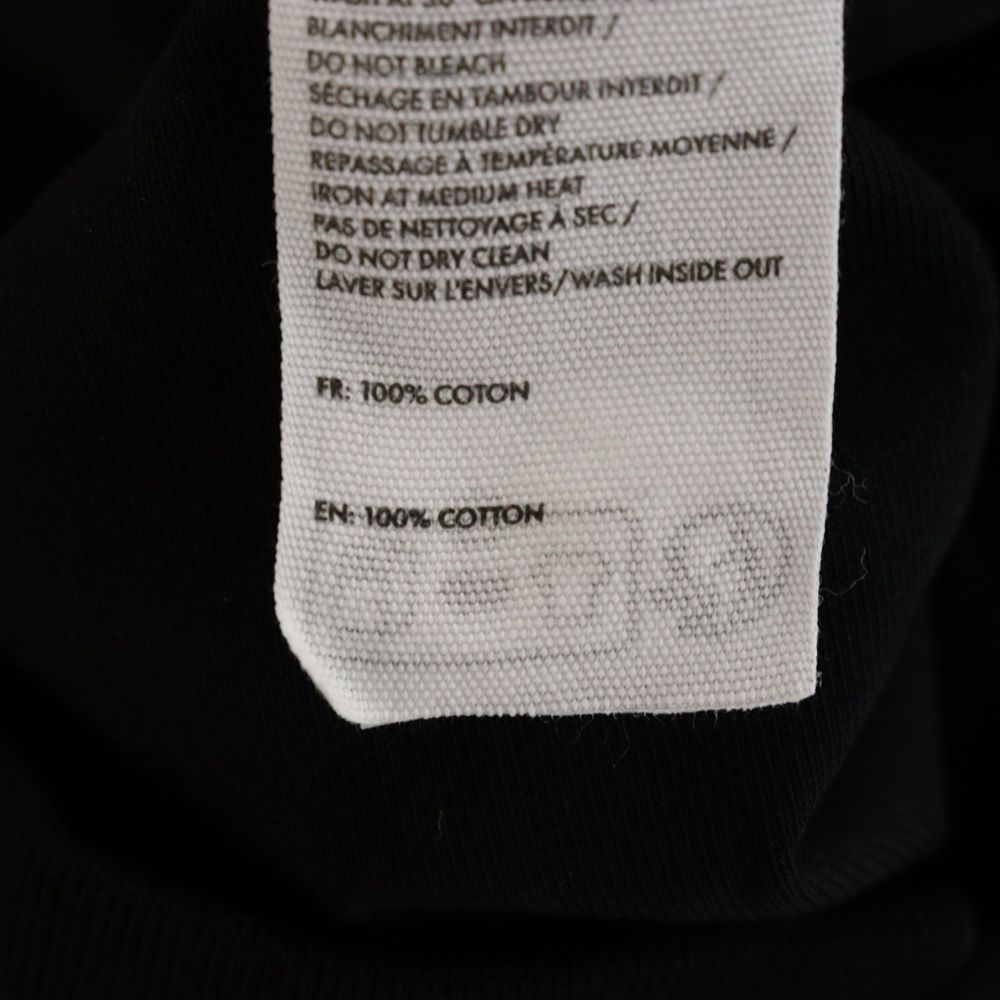 BLANCHIMENT INTERDIT /
DO NOT BLEACH
SÉCHAGE EN TAMBOUR INTERDIT /
DO NOT TUMBLE DRY
REPASSAGE À TEMPÉRATURE MOYENNE /
IRON AT MEDIUM HEAT
PAS DE NETTOYAGE À SEC /
DO NOT DRY CLEAN
LAVER SUR L'ENVERS/WASH INSIDE OUT
FR: 100% COTON
EN: 100% COTTON